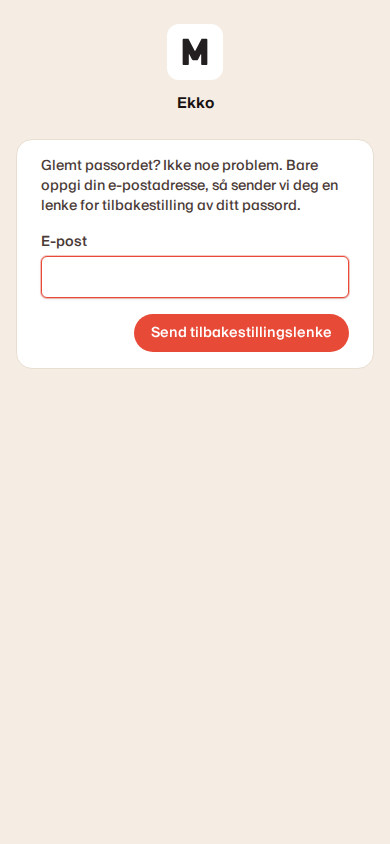 M
Ekko
Glemt passordet? Ikke noe problem. Bare
oppgi din e-postadresse, så sender vi deg en
lenke for tilbakestilling av ditt passord.
E-post
Send tilbakestillingslenke